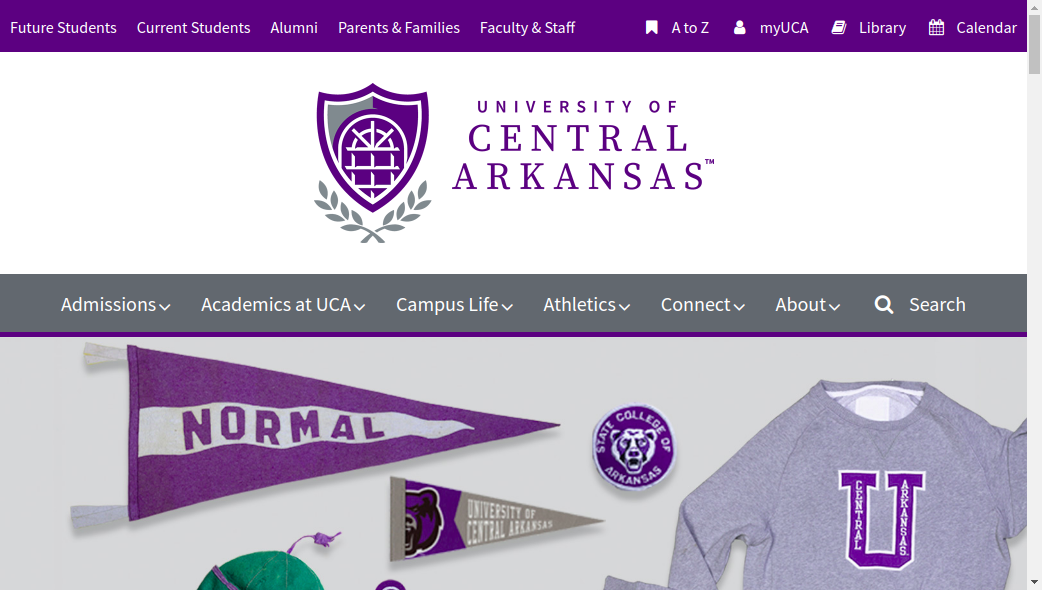 Future Students Current Students Alumni Parents & Families Faculty & Staff A to Z myUCA Library Calendar
UNIVERSITY OF
CENTRAL
ARKANSAS™
Admissions Academics at UCA Campus Life Athletics Connect About Search
NORMAL
STATE COLLEGE OF
ARKANSAS
UNIVERSITY OF
CENTRAL ARKANSAS
U
CENTRAL ARKANSAS